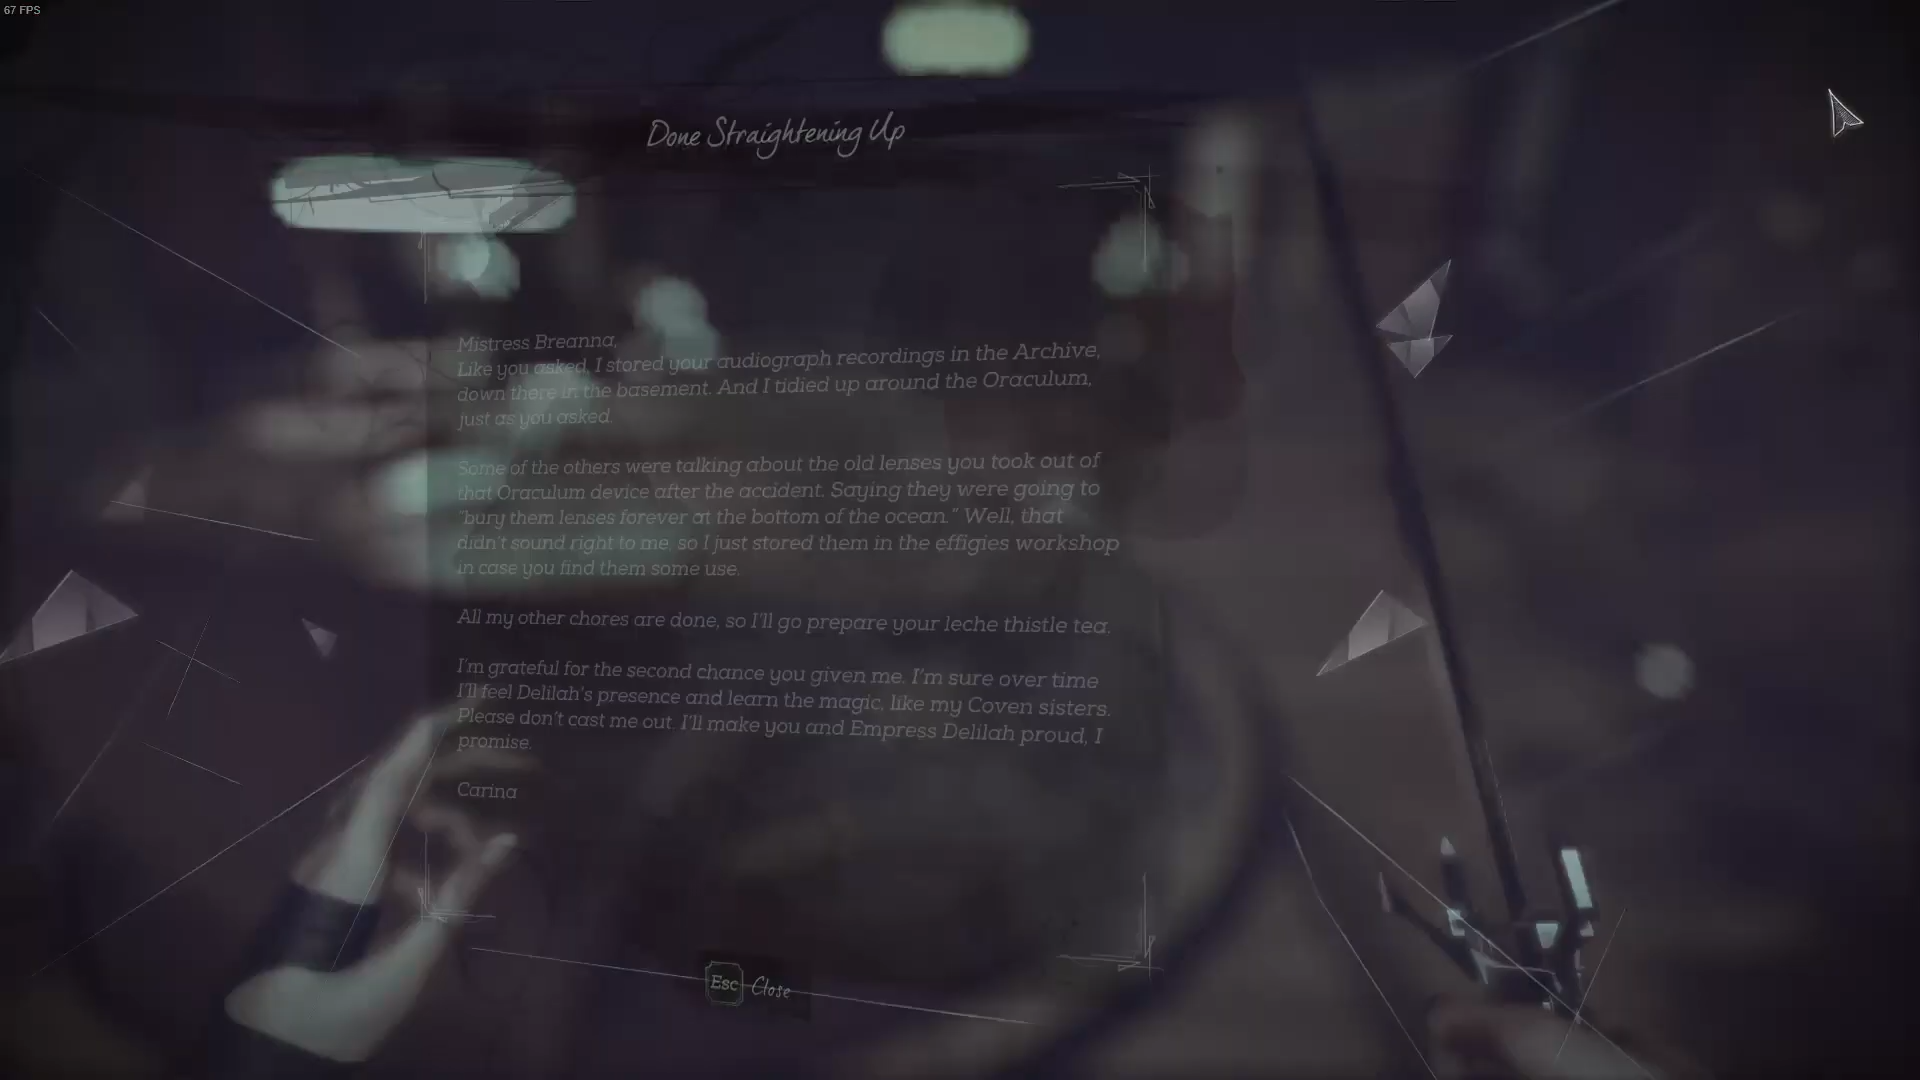 67 FPS
Done Straightening Up
Mistress Breanna,
Like you asked, I stored your audiograph recordings in the Archive,
down there in the basement. And I tidied up around the Oraculum,
just as you asked.
Some of the others were talking about the old lenses you took out of
that Oraculum device after the accident. Saying they were going to
"bury them lenses forever at the bottom of the ocean." Well, that
didn't sound right to me, so I just stored them in the effigies workshop
in case you find them some use.
All my other chores are done, so I'll go prepare your leche thistle tea.
I'm grateful for the second chance you given me. I'm sure over time
I'll feel Delilah's presence and learn the magic, like my Coven sisters.
Please don't cast me out. I'll make you and Empress Delilah proud, I
promise.
Carina
Esc Close